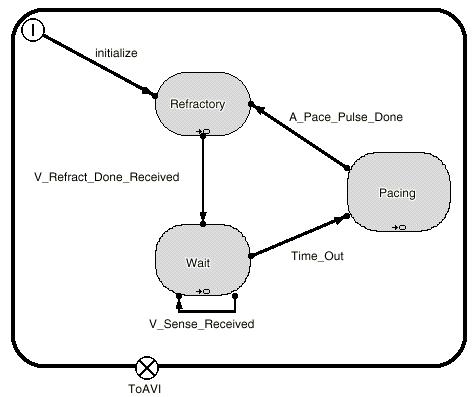 I
initialize
Refractory
A_Pace_Pulse_Done
V_Refract_Done_Received
Pacing
Wait
Time_Out
V_Sense_Received
ToAVI